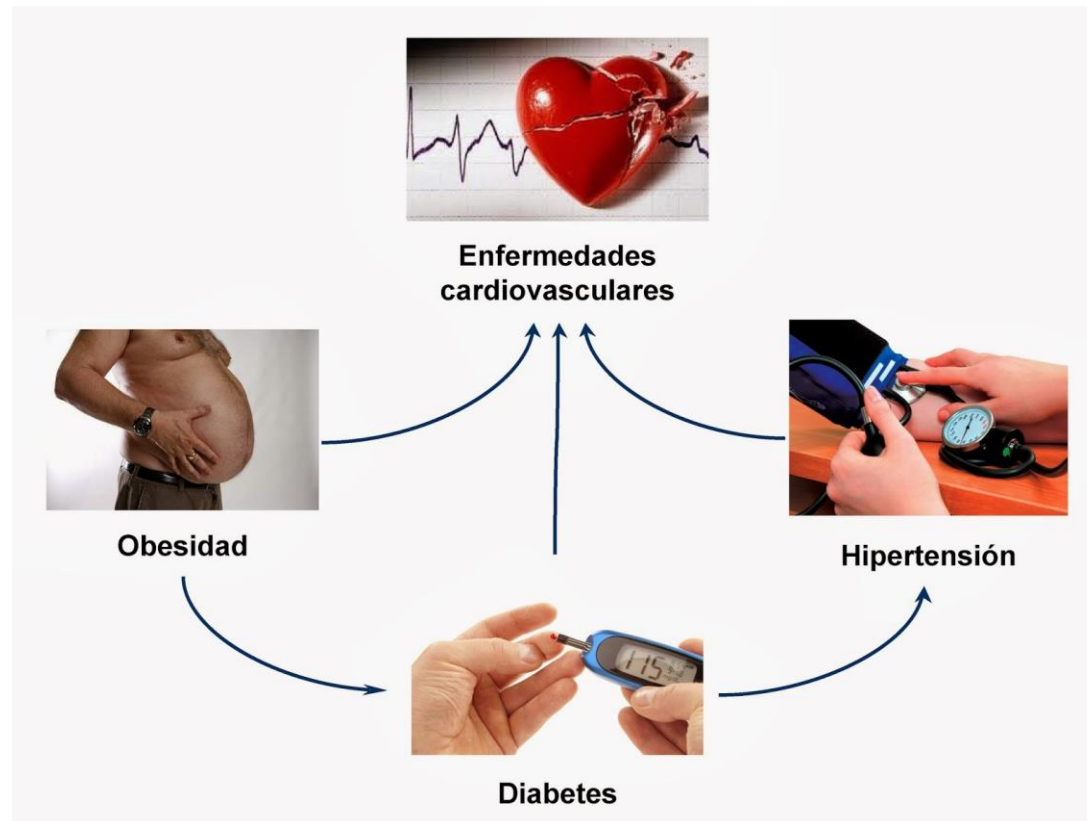 Enfermedades
cardiovasculares
Obesidad
Hipertensión
115
Diabetes